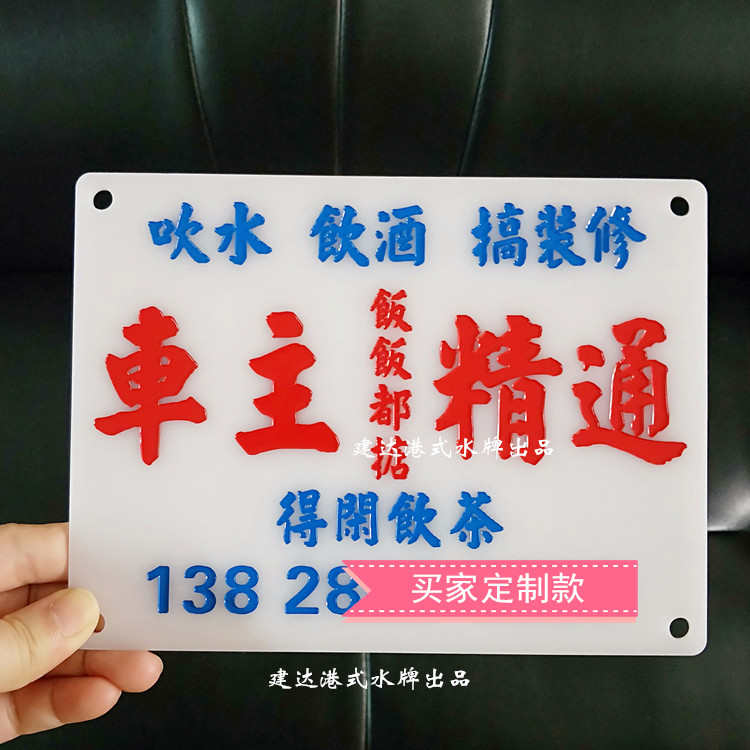 吹水 飲酒 搞裝修
車主
飯飯都掂
精通
建达港式水牌出品
得閑飲茶
138 28
买家定制款
建达港式水牌出品